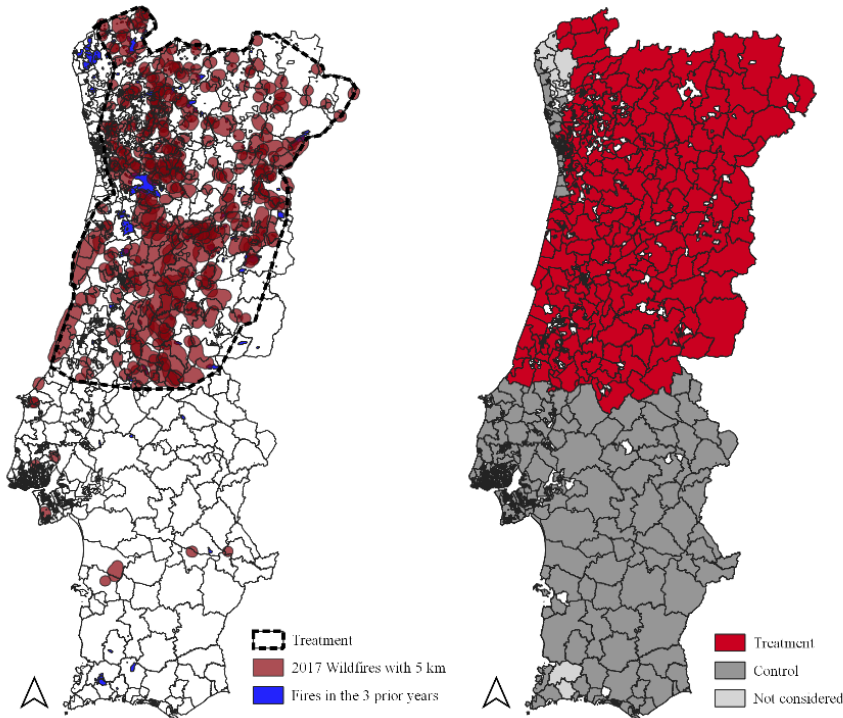 Treatment
2017 Wildfires with 5 km
Fires in the 3 prior years
Treatment
Control
Not considered